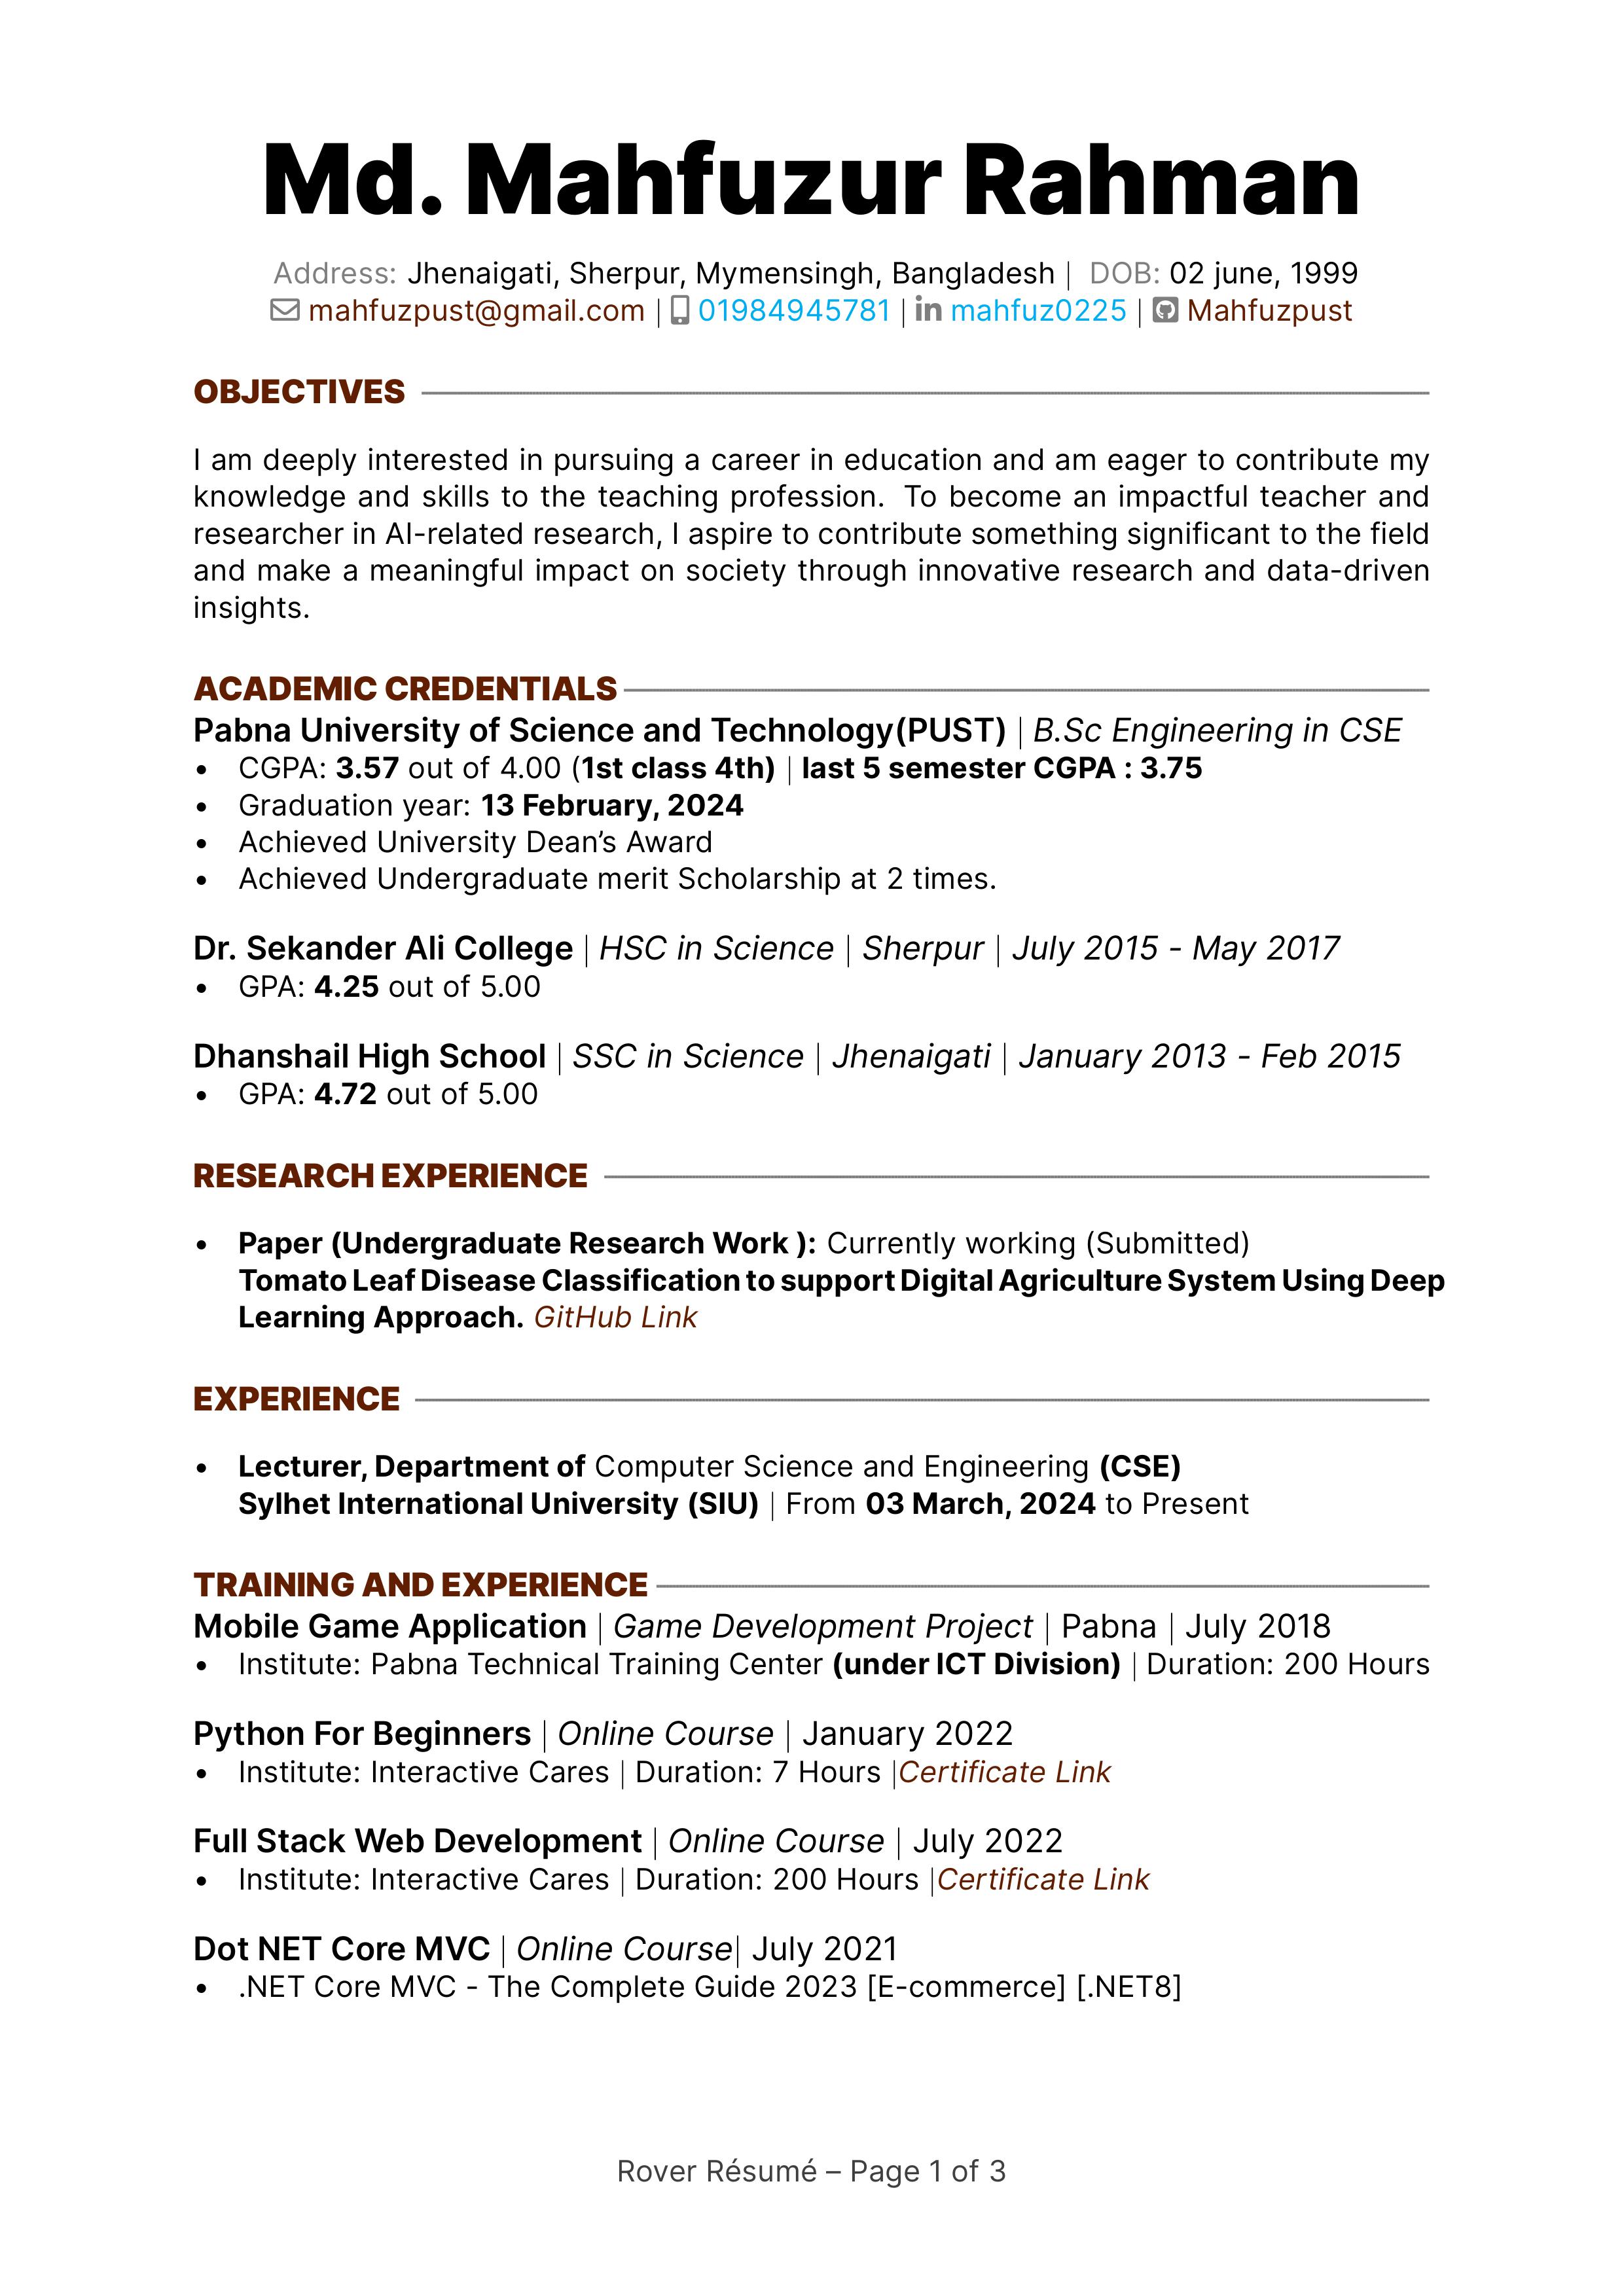 Md. Mahfuzur Rahman
Address: Jhenaigati, Sherpur, Mymensingh, Bangladesh | DOB: 02 june, 1999
mahfuzpust@gmail.com | 01984945781 | in mahfuz0225 | Mahfuzpust
OBJECTIVES
I am deeply interested in pursuing a career in education and am eager to contribute my
knowledge and skills to the teaching profession. To become an impactful teacher and
researcher in AI-related research, I aspire to contribute something significant to the field
and make a meaningful impact on society through innovative research and data-driven
insights.
ACADEMIC CREDENTIALS
Pabna University of Science and Technology(PUST) | B.Sc Engineering in CSE
• CGPA: 3.57 out of 4.00 (1st class 4th) | last 5 semester CGPA : 3.75
• Graduation year: 13 February, 2024
• Achieved University Dean’s Award
• Achieved Undergraduate merit Scholarship at 2 times.
Dr. Sekander Ali College | HSC in Science | Sherpur | July 2015 - May 2017
• GPA: 4.25 out of 5.00
Dhanshail High School | SSC in Science | Jhenaigati | January 2013 - Feb 2015
• GPA: 4.72 out of 5.00
RESEARCH EXPERIENCE
• Paper (Undergraduate Research Work ): Currently working (Submitted)
Tomato Leaf Disease Classification to support Digital Agriculture System Using Deep
Learning Approach. GitHub Link
EXPERIENCE
• Lecturer, Department of Computer Science and Engineering (CSE)
Sylhet International University (SIU) | From 03 March, 2024 to Present
TRAINING AND EXPERIENCE
Mobile Game Application | Game Development Project | Pabna | July 2018
• Institute: Pabna Technical Training Center (under ICT Division) | Duration: 200 Hours
Python For Beginners | Online Course | January 2022
• Institute: Interactive Cares | Duration: 7 Hours |Certificate Link
Full Stack Web Development | Online Course | July 2022
• Institute: Interactive Cares | Duration: 200 Hours |Certificate Link
Dot NET Core MVC | Online Course| July 2021
• .NET Core MVC - The Complete Guide 2023 [E-commerce] [.NET8]
Rover Résumé – Page 1 of 3